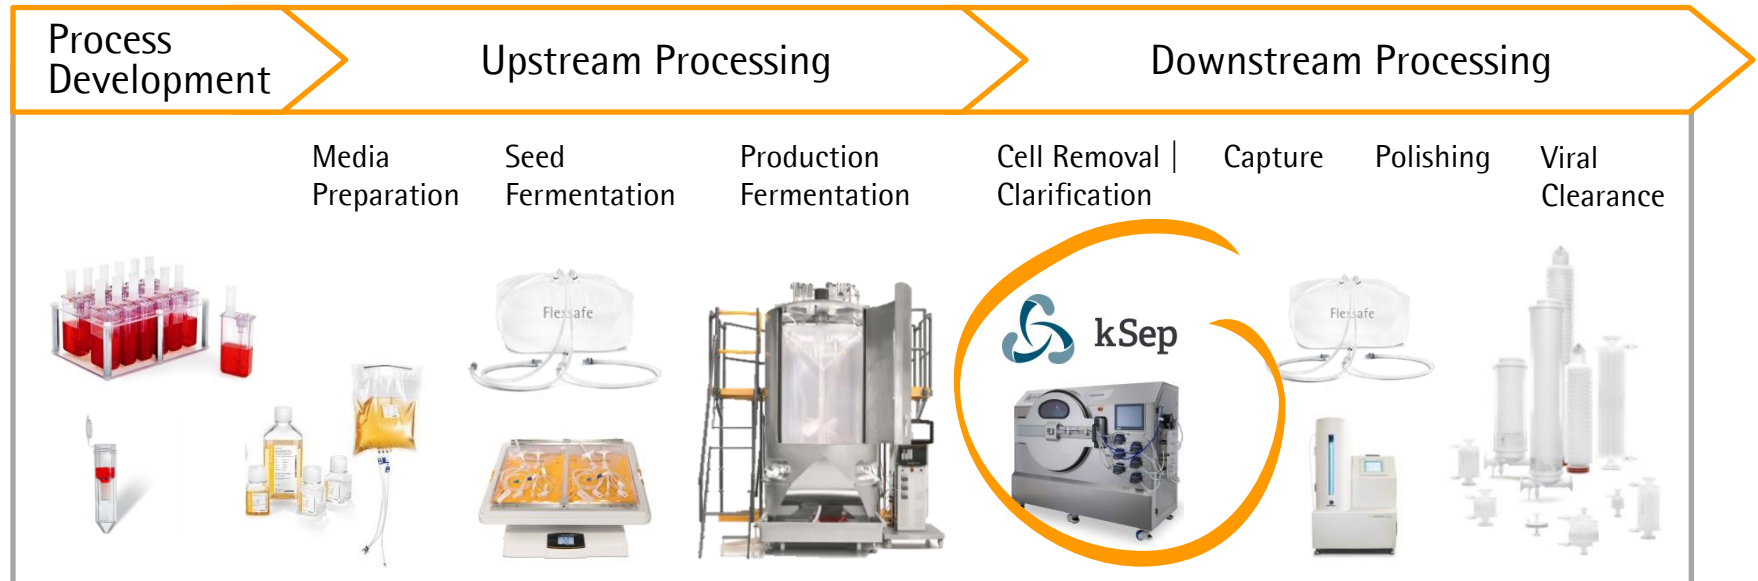 Process
Development
Upstream Processing
Downstream Processing
Media
Preparation
Seed
Fermentation
Production
Fermentation
Cell Removal |
Clarification
Capture
Polishing
Viral
Clearance
Flexsafe
kSep
Flexsafe